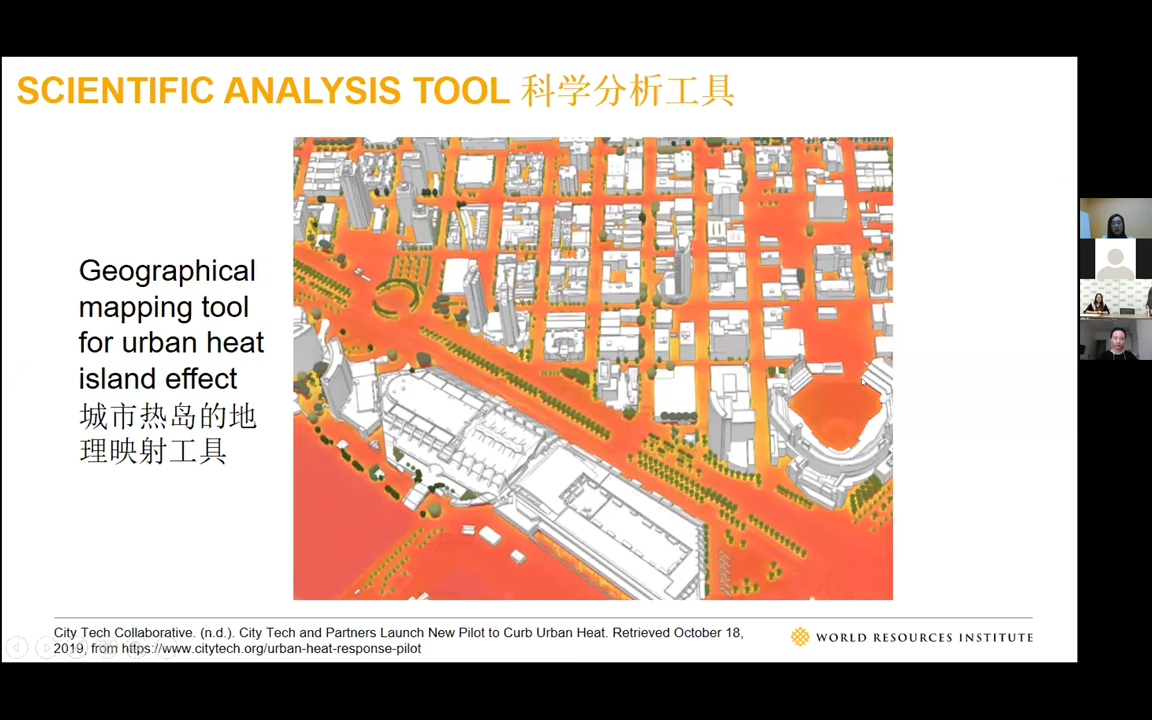 SCIENTIFIC ANALYSIS TOOL 科学分析工具
Geographical
mapping tool
for urban heat
island effect
城市热岛的地
理映射工具
City Tech Collaborative. (n.d.). City Tech and Partners Launch New Pilot to Curb Urban Heat. Retrieved October 18,
2019, from https://www.citytech.org/urban-heat-response-pilot
WORLD RESOURCES INSTITUTE